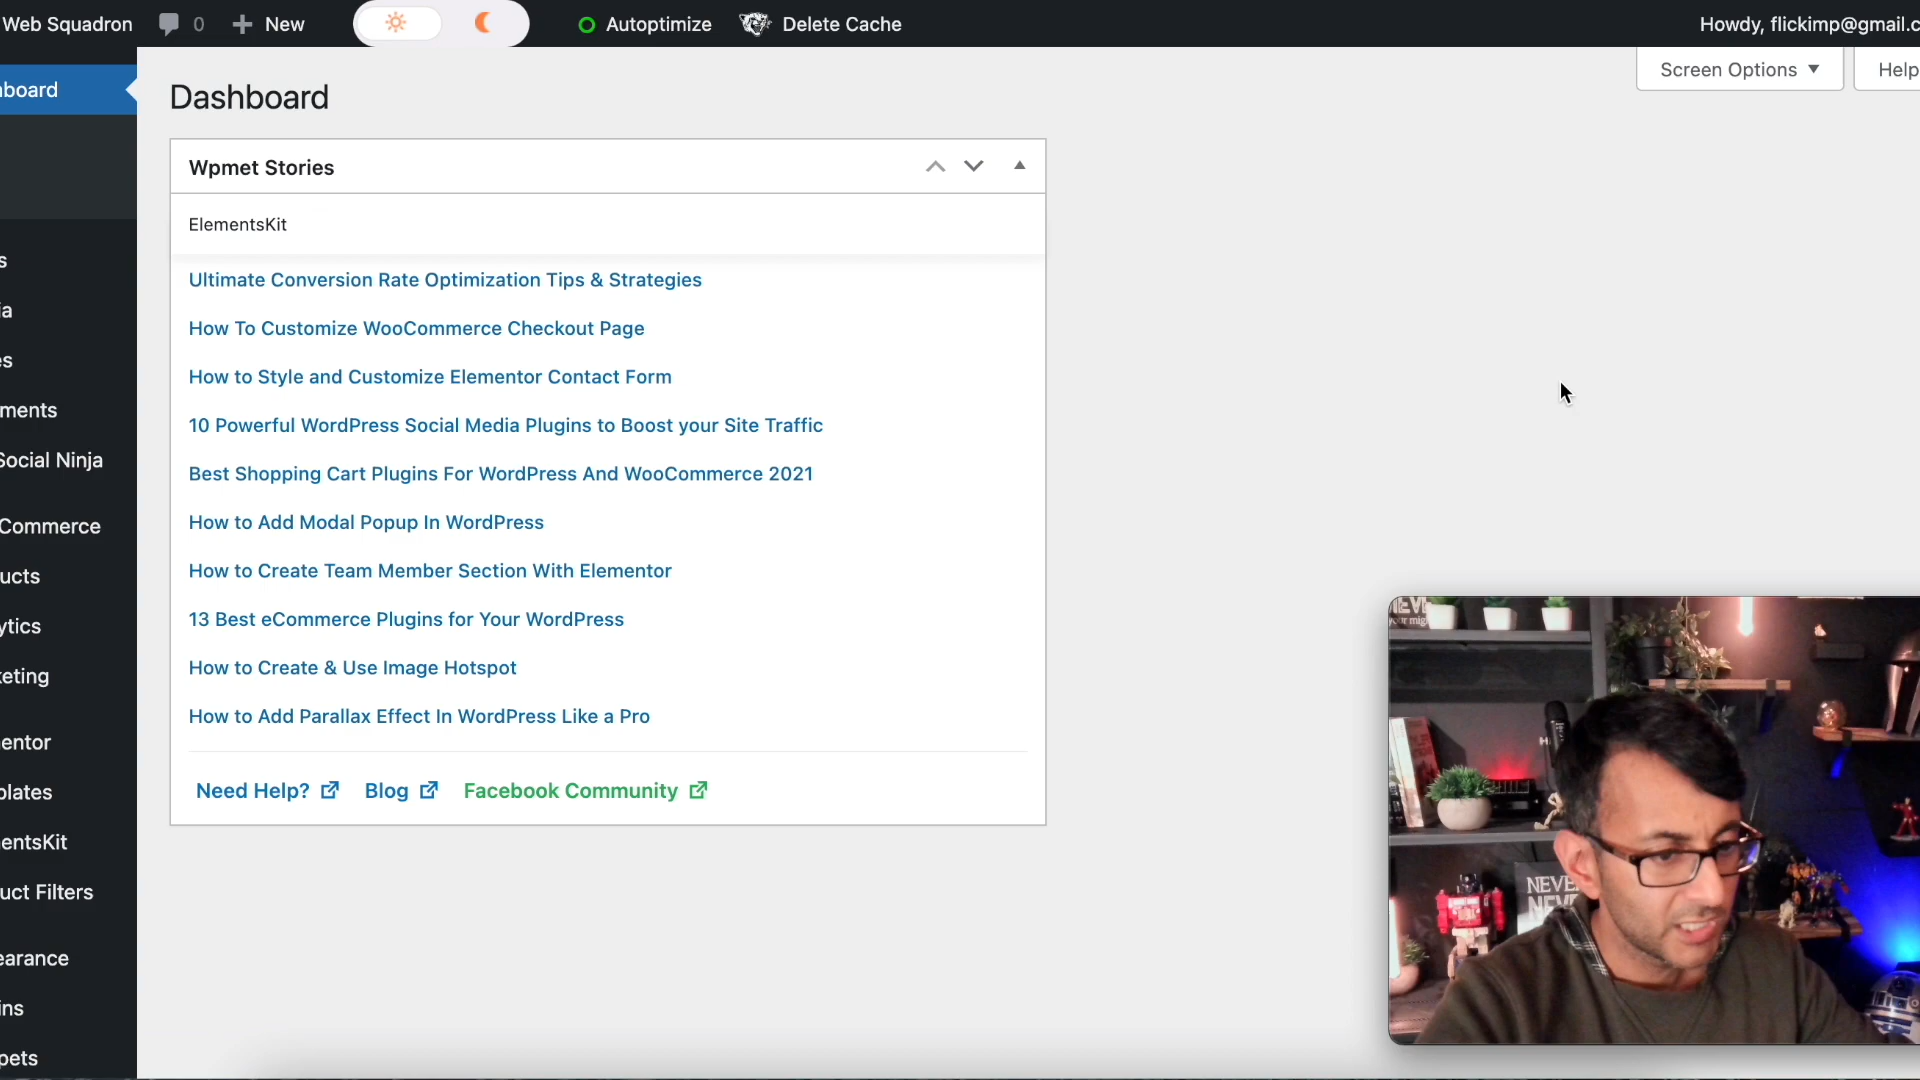 Web Squadron
0
New
Autoptimize
Delete Cache
Howdy, flickimp@gmail.c
Screen Options
Help
board
Dashboard
Wpmet Stories
ElementsKit
Ultimate Conversion Rate Optimization Tips & Strategies
How To Customize WooCommerce Checkout Page
How to Style and Customize Elementor Contact Form
10 Powerful WordPress Social Media Plugins to Boost your Site Traffic
Best Shopping Cart Plugins For WordPress And WooCommerce 2021
How to Add Modal Popup In WordPress
How to Create Team Member Section With Elementor
13 Best eCommerce Plugins for Your WordPress
How to Create & Use Image Hotspot
How to Add Parallax Effect In WordPress Like a Pro
Need Help?
Blog
Facebook Community
s
ia
es
ments
Social Ninja
Commerce
ucts
ytics
keting
entor
plates
entsKit
uct Filters
earance
ins
pets
NEVE
NEVE